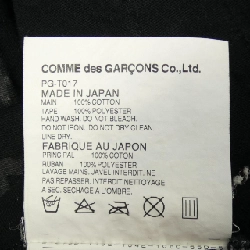 COMME des GARÇONS Co.,Ltd.
PG-T017
MADE IN JAPAN
MAIN 100% COTTON
TAPE 100% POLYESTER
HAND WASH. DO NOT BLEACH.
DO NOT IRON. DO NOT DRY CLEAN.
LINE DRY.
FABRIQUE AU JAPON
PRINCIPAL 100% COTON
RUBAN 100% POLYESTER
LAVAGE MAINS, JAVEL INTERDIT
PAS REPASSER, INTERDIT NETTOYAGE
A L'EAU, SECHAGE A L'OMBRE